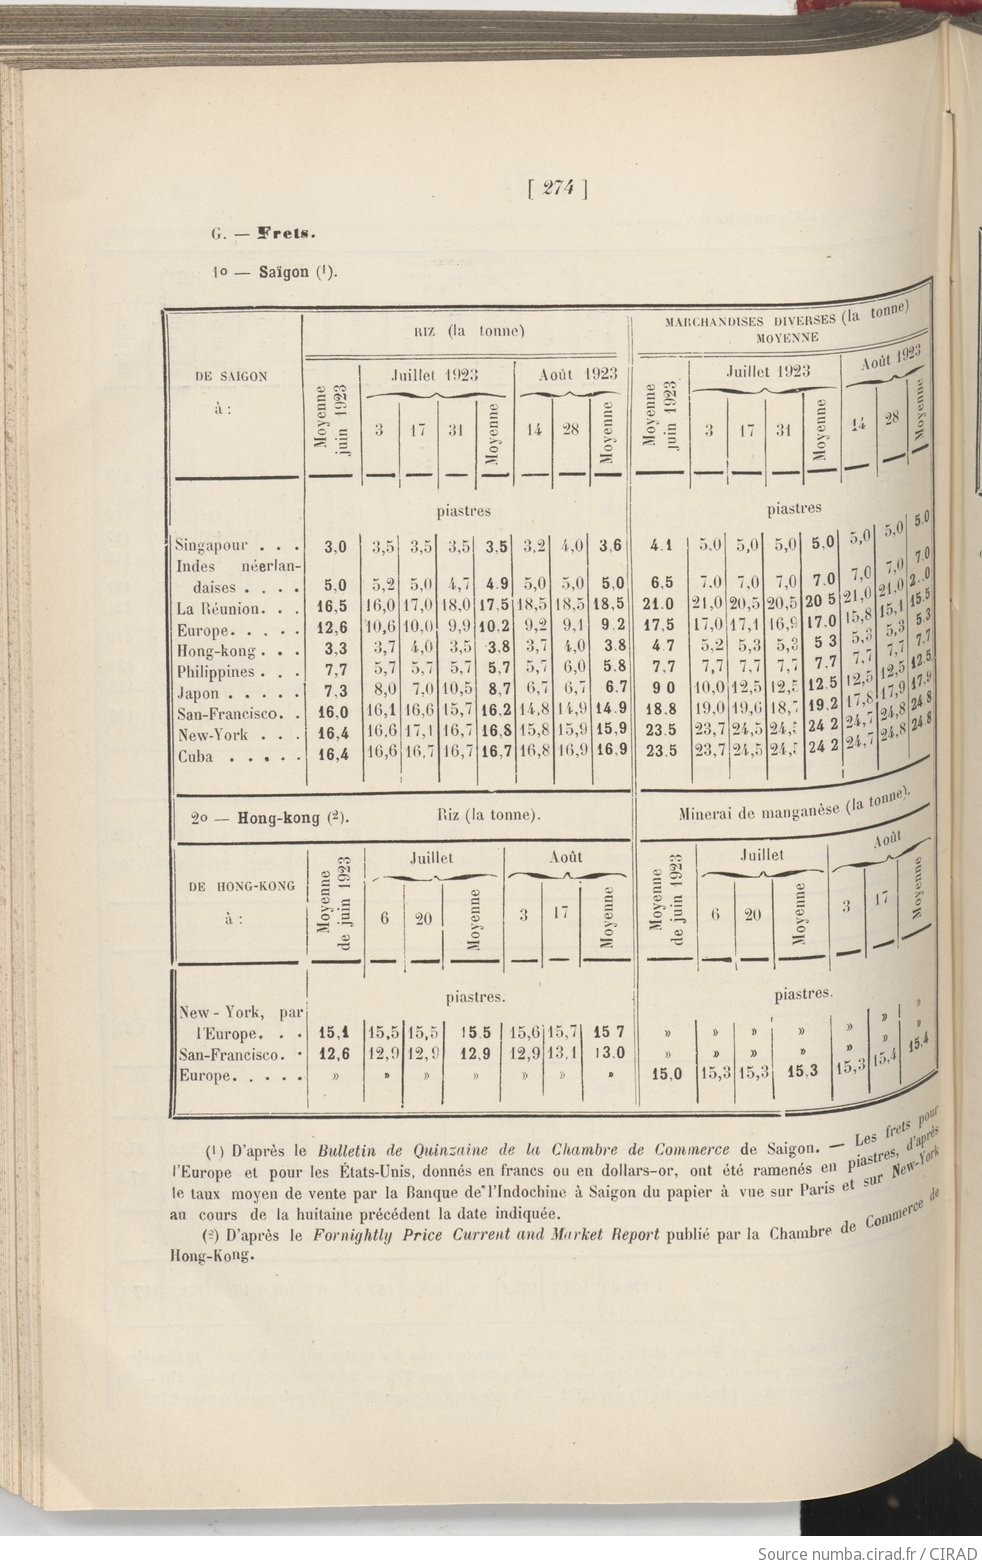 [ 274 ]
G. — Frets.
1o — Saïgon (1).
RIZ (la tonne)
MARCHANDISES DIVERSES (la tonne)
MOYENNE
DE SAIGON
à :
Moyenne juin 1923
Juillet 1923
Août 1923
Moyenne juin 1923
Juillet 1923
Août 1923
3 17 31 Moyenne 14 28 Moyenne 3 17 31 Moyenne 14 28 Moyenne
piastres piastres
Singapour . . . 3,0 3,5 3,5 3,5 3.5 3,2 4,0 3,6 4.1 5,0 5,0 5,0 5,0 5,0 5,0 5.0
Indes néerlan-
daises . . . . 5,0 5,2 5,0 4,7 4.9 5,0 5,0 5.0 6,5 7,0 7,0 7,0 7.0 7,0 7,0 7.0
La Réunion. . . 16,5 16,0 17,0 18,0 17,5 18,5 18,5 18,5 21.0 21,0 20,5 20,5 20 5 21,0 21,0
Europe. . . . . 12,6 10,6 10,0 9,9 10,2 9,2 9,1 9.2 17,5 17,0 17,1 16,9 17.0 15,8 15,1 15.5
Hong-kong . . . 3,3 3,7 4,0 3,5 3.8 3,7 4,0 3.8 4 7 5,2 5,3 5,3 5 3 5,3 5,3 5.3
Philippines . . . 7,7 5,7 5,7 5,7 5,7 5,7 6,0 5.8 7.7 7,7 7,7 7,7 7,7 7,7 7,7 7.7
Japon . . . . . 7,3 8,0 7,0 10,5 8,7 6,7 6,7 6.7 9 0 10,0 12,5 12,5 12.5 12,5 12,5 12.5
San-Francisco. . 16,0 16,1 16,6 15,7 16,2 14,8 14,9 14.9 18.8 19,0 19,6 18,7 19.2 17,8 17,9 17.9
New-York . . . 16,4 16,6 17,1 16,7 16,8 15,8 15,9 15,9 23.5 23,7 24,5 24,5 24 2 24,7 24,8 24.8
Cuba . . . . . 16,4 16,6 16,7 16,7 16,7 16,8 16,9 16.9 23.5 23,7 24,5 24,5 24 2 24,7 24,8 24.8
2o — Hong-kong (2). Riz (la tonne). Minerai de manganèse (la tonne).
DE HONG-KONG
à :
Moyenne de juin 1923
Juillet
Août
Moyenne de juin 1923
Juillet
Août
6 20 Moyenne 3 17 Moyenne 6 20 Moyenne 3 17 Moyenne
piastres. piastres.
New-York, par
l'Europe. . . 15,1 15,5 15,5 15 5 15,6 15,7 15 7 » » » » » » »
San-Francisco. . 12,6 12,9 12,9 12,9 12,9 13,1 13.0 » » » » » » »
Europe. . . . . » » » » » » » 15.0 15,3 15,3 15.3 15,3 15,4 15.4
(1) D'après le Bulletin de Quinzaine de la Chambre de Commerce de Saigon. — Les frets pour
l'Europe et pour les États-Unis, donnés en francs ou en dollars-or, ont été ramenés en piastres, d'après
le taux moyen de vente par la Banque de l'Indochine à Saigon du papier à vue sur Paris et sur New-York
au cours de la huitaine précédent la date indiquée.
(2) D'après le Fornightly Price Current and Market Report publié par la Chambre de Commerce de
Hong-Kong.
Source numba.cirad.fr / CIRAD